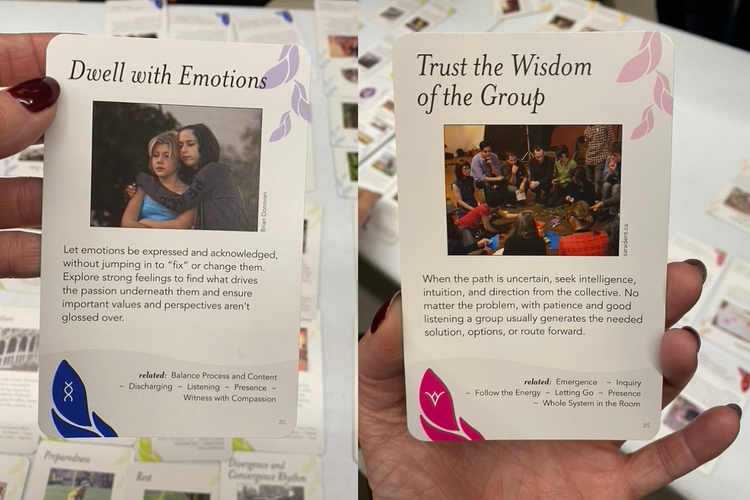 Dwell with Emotions
Brian Donovan
Let emotions be expressed and acknowledged,
without jumping in to “fix” or change them.
Explore strong feelings to find what drives
the passion underneath them and ensure
important values and perspectives aren’t
glossed over.
related: Balance Process and Content
~ Discharging ~ Listening ~ Presence ~
Witness with Compassion
20
Trust the Wisdom
of the Group
saradent.ca
When the path is uncertain, seek intelligence,
intuition, and direction from the collective. No
matter the problem, with patience and good
listening a group usually generates the needed
solution, options, or route forward.
related: Emergence ~ Inquiry
~ Follow the Energy ~ Letting Go ~ Presence
~ Whole System in the Room
85
Preparedness
Rest
Divergence and
Convergence Rhythm